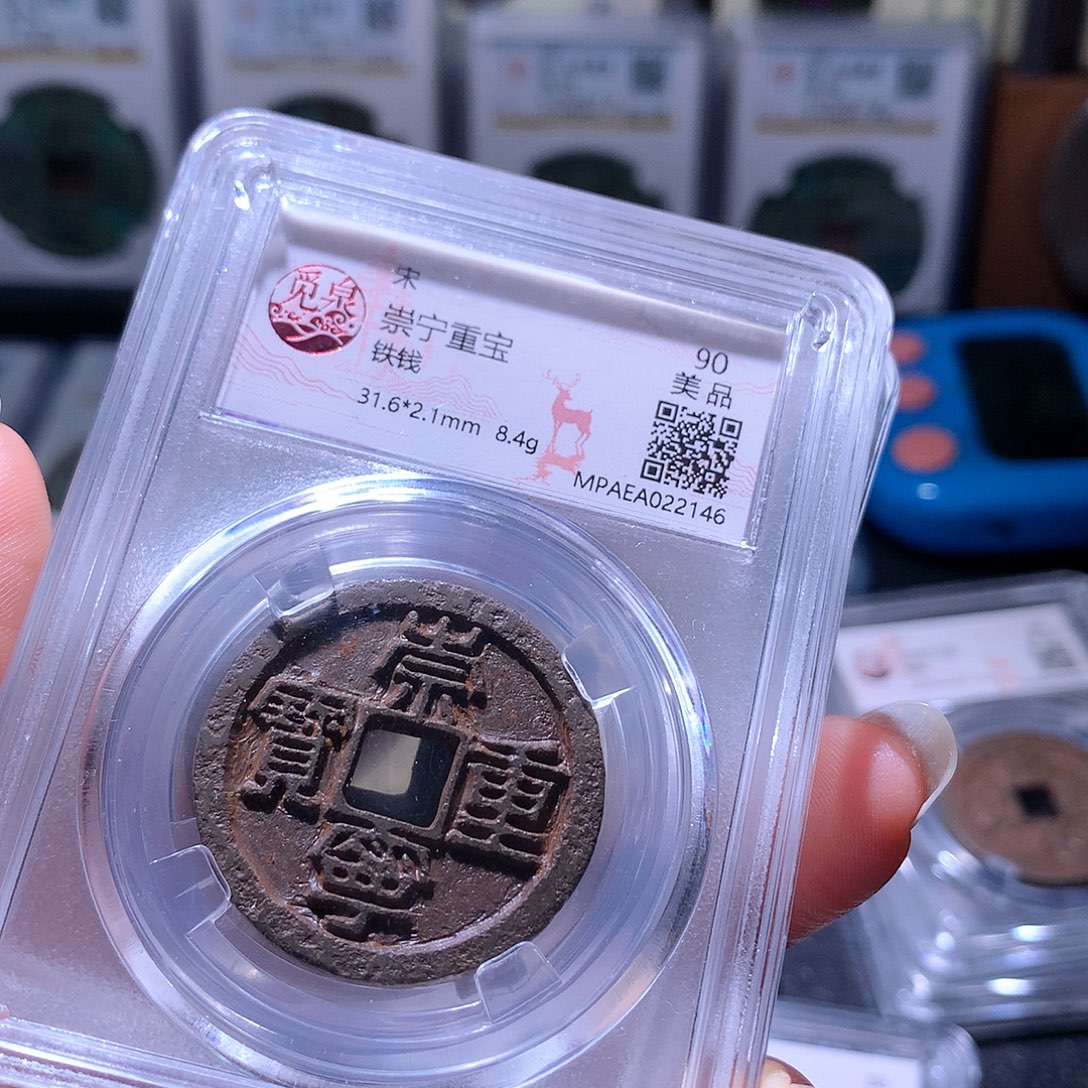 觅泉
宋
崇宁重宝
铁钱
31.6*2.1mm 8.4g
90
美品
MPAEA022146
崇
寶 重
寧